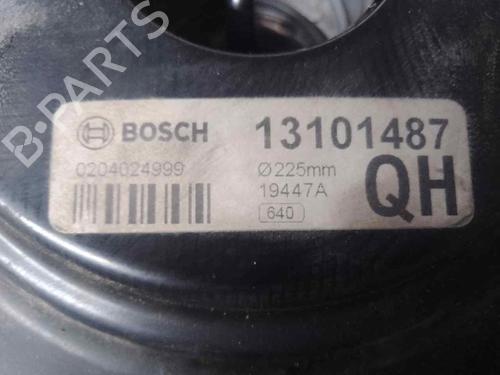 B-PARTS
BOSCH 13101487
0204024999 Ø225mm QH
19447A
640